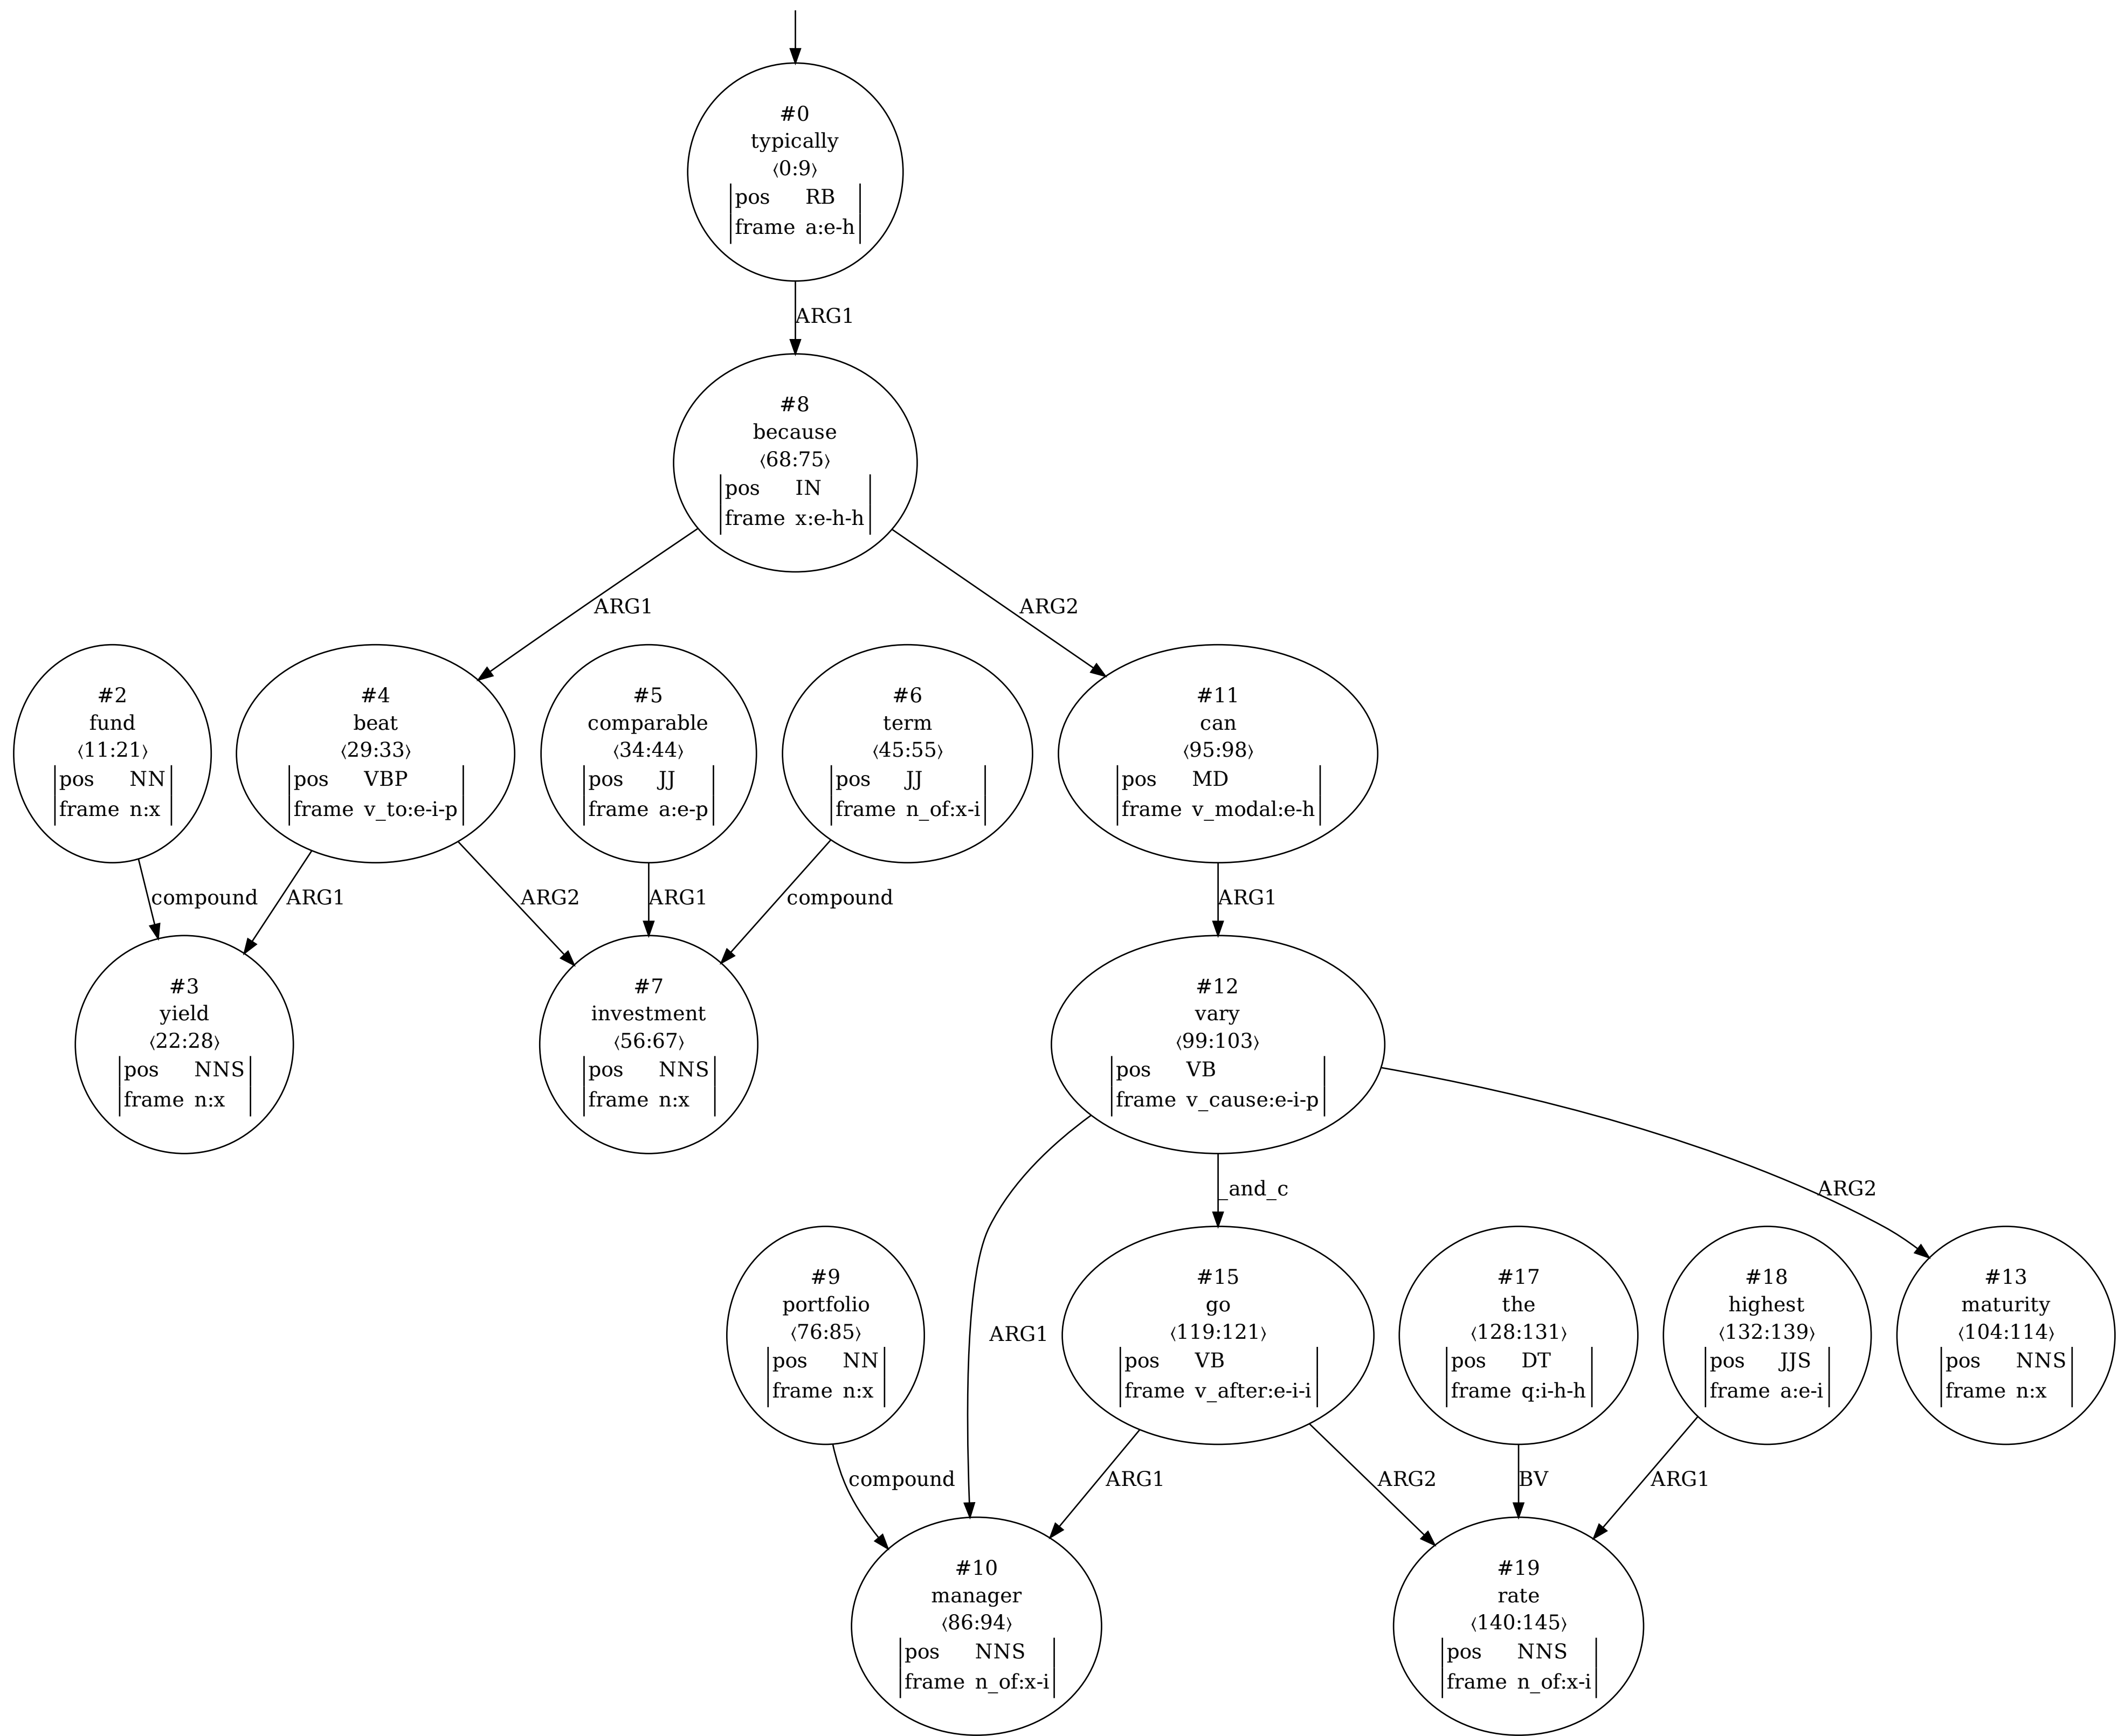 #0
typically
⟨0:9⟩
pos RB
frame a:e-h
ARG1
#8
because
⟨68:75⟩
pos IN
frame x:e-h-h
ARG1
ARG2
#2
fund
⟨11:21⟩
pos NN
frame n:x
#4
beat
⟨29:33⟩
pos VBP
frame v_to:e-i-p
#5
comparable
⟨34:44⟩
pos JJ
frame a:e-p
#6
term
⟨45:55⟩
pos JJ
frame n_of:x-i
#11
can
⟨95:98⟩
pos MD
frame v_modal:e-h
compound
ARG1
ARG2
ARG1
compound
ARG1
#3
yield
⟨22:28⟩
pos NNS
frame n:x
#7
investment
⟨56:67⟩
pos NNS
frame n:x
#12
vary
⟨99:103⟩
pos VB
frame v_cause:e-i-p
_and_c
ARG2
ARG1
#9
portfolio
⟨76:85⟩
pos NN
frame n:x
#15
go
⟨119:121⟩
pos VB
frame v_after:e-i-i
#17
the
⟨128:131⟩
pos DT
frame q:i-h-h
#18
highest
⟨132:139⟩
pos JJS
frame a:e-i
#13
maturity
⟨104:114⟩
pos NNS
frame n:x
compound
ARG1
ARG2
BV
ARG1
#10
manager
⟨86:94⟩
pos NNS
frame n_of:x-i
#19
rate
⟨140:145⟩
pos NNS
frame n_of:x-i